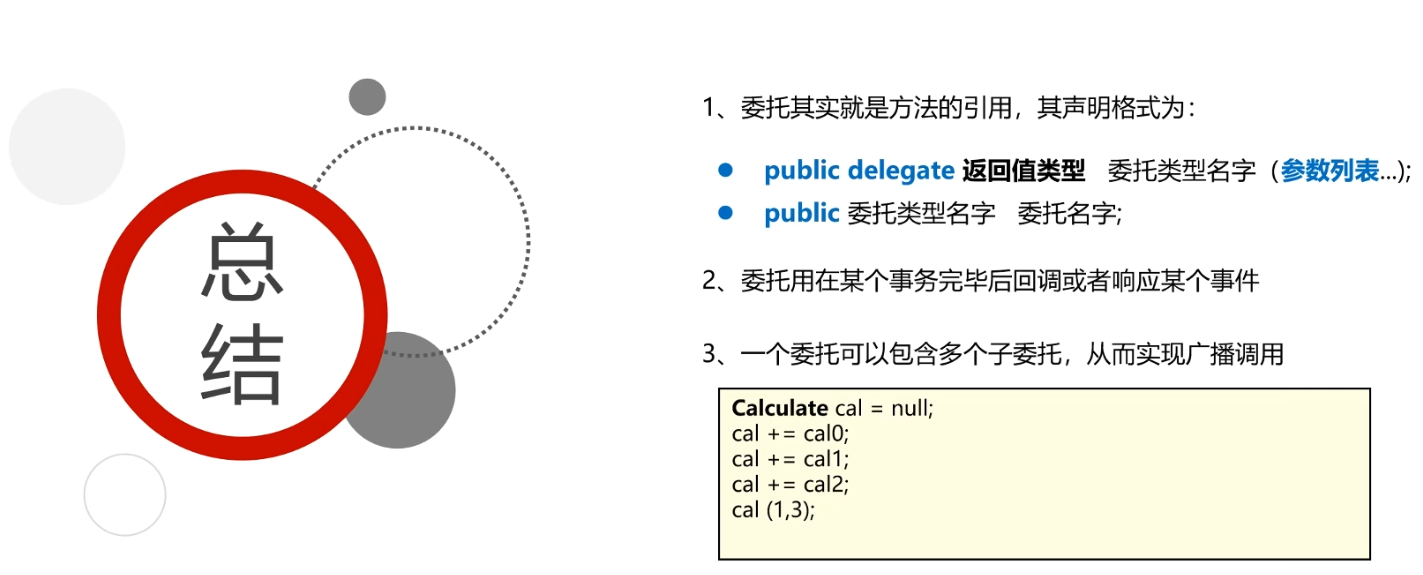 总
结
1、委托其实就是方法的引用，其声明格式为：
● public delegate 返回值类型 委托类型名字（参数列表...);
● public 委托类型名字 委托名字;
2、委托用在某个事务完毕后回调或者响应某个事件
3、一个委托可以包含多个子委托，从而实现广播调用
Calculate cal = null;
cal += cal0;
cal += cal1;
cal += cal2;
cal (1,3);